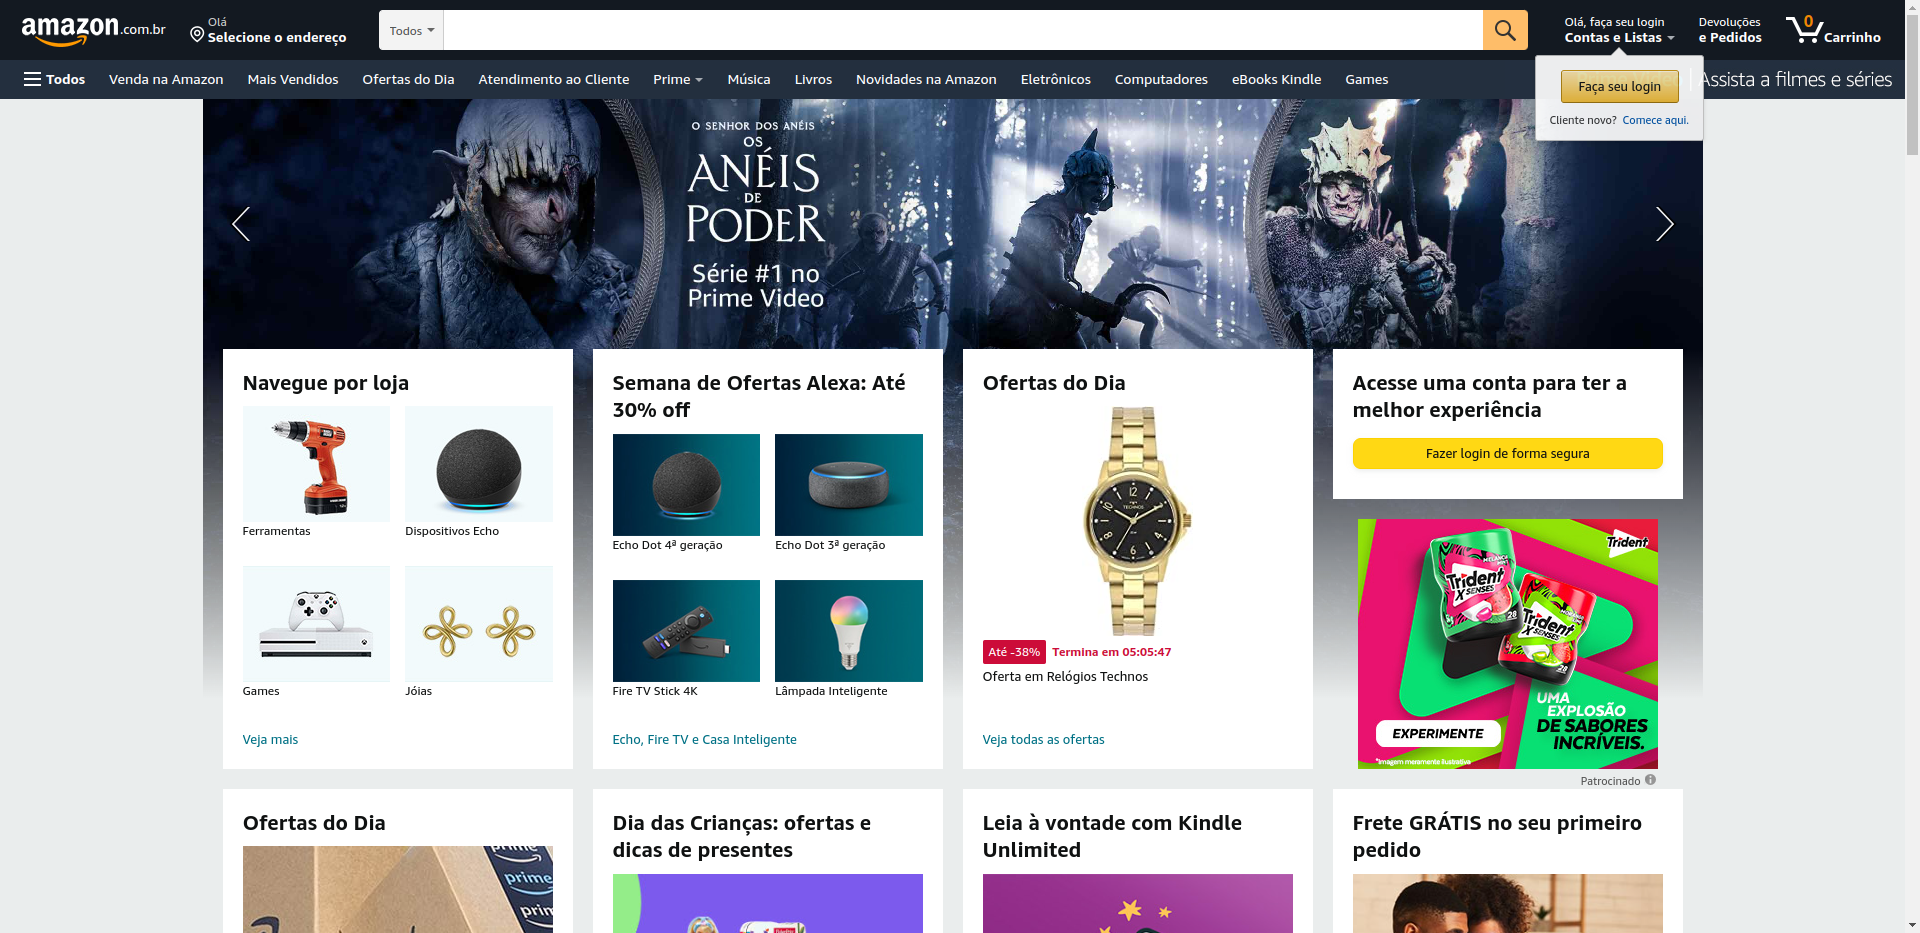 amazon.com.br
Olá
Selecione o endereço
Todos
Olá, faça seu login
Contas e Listas
Devoluções
e Pedidos
0
Carrinho
Todos
Venda na Amazon
Mais Vendidos
Ofertas do Dia
Atendimento ao Cliente
Prime
Música
Livros
Novidades na Amazon
Eletrônicos
Computadores
eBooks Kindle
Games
Assista a filmes e séries
Faça seu login
Cliente novo? Comece aqui.
O SENHOR DOS ANÉIS
OS
ANÉIS
DE
PODER
Série #1 no
Prime Video
Navegue por loja
Ferramentas
Dispositivos Echo
Games
Jóias
Veja mais
Semana de Ofertas Alexa: Até
30% off
Echo Dot 4ª geração
Echo Dot 3ª geração
Fire TV Stick 4K
Lâmpada Inteligente
Echo, Fire TV e Casa Inteligente
Ofertas do Dia
12
TECHNOS
6
Até -38%
Termina em 05:05:47
Oferta em Relógios Technos
Veja todas as ofertas
Acesse uma conta para ter a
melhor experiência
Fazer login de forma segura
Trident
Trident
X SENSES
28
Trident
X SENSES
28
UMA
EXPLOSÃO
DE SABORES
INCRÍVEIS.
EXPERIMENTE
*Imagem meramente ilustrativa
Patrocinado
Ofertas do Dia
prime
prime
prin
Dia das Crianças: ofertas e
dicas de presentes
Leia à vontade com Kindle
Unlimited
Frete GRÁTIS no seu primeiro
pedido